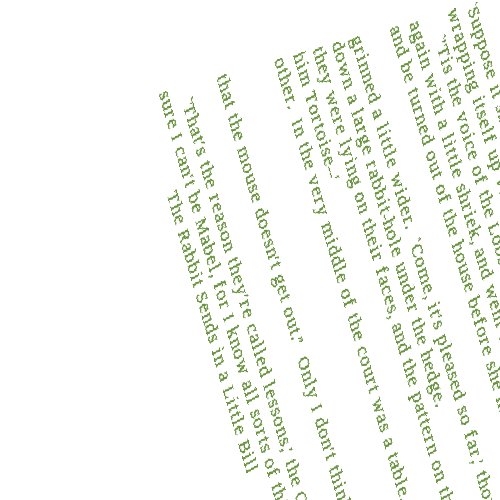 `Suppose it
wrapping itself up
`Tis the voice of the
again with a little shriek, and went
and be turned out of the house before she
grinned a little wider.  `Come, it's pleased so far,'
down a large rabbit-hole under the hedge.
they were lying on their faces, and the pattern on
him Tortoise--'
other.  In the very middle of the court was a table
that the mouse doesn't get out."  Only I don't
`That's the reason they're called lessons,' the
sure I can't be Mabel, for I know all sorts of
The Rabbit Sends in a Little Bill